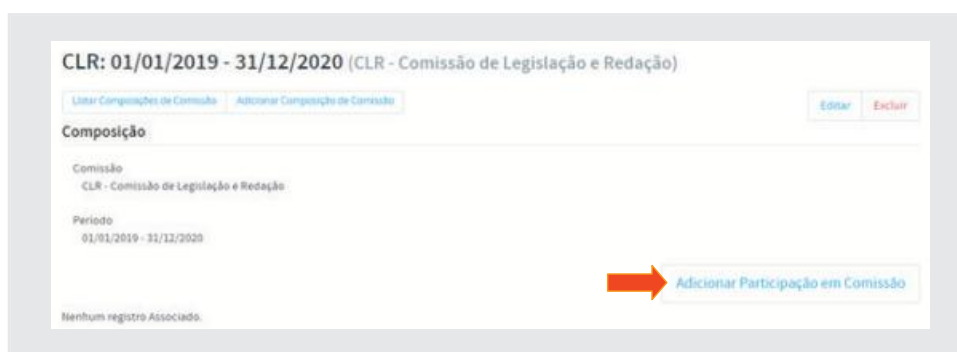 CLR: 01/01/2019 - 31/12/2020 (CLR - Comissão de Legislação e Redação)
Listar Composições de Comissão Adicionar Composição de Comissão Editar Excluir
Composição
Comissão
CLR - Comissão de Legislação e Redação
Período
01/01/2019 - 31/12/2020
Adicionar Participação em Comissão
Nenhum registro Associado.